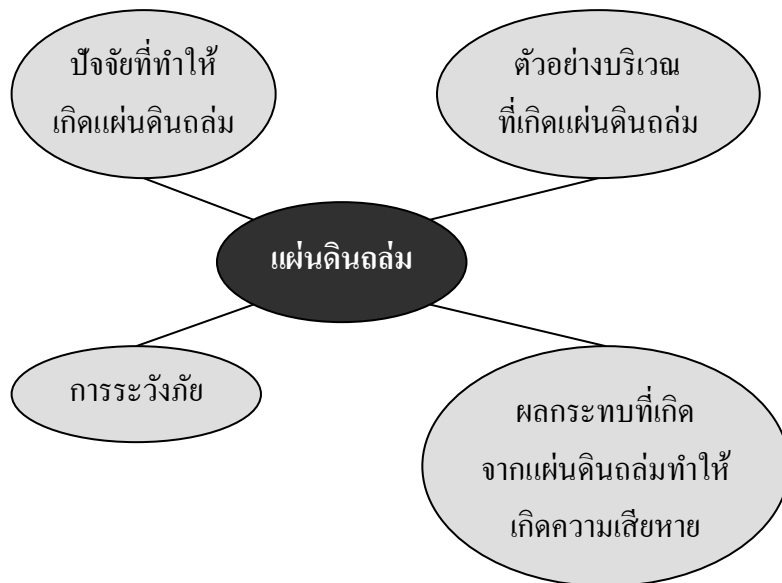 ปัจจัยที่ทำให้
เกิดแผ่นดินถล่ม
ตัวอย่างบริเวณ
ที่เกิดแผ่นดินถล่ม
แผ่นดินถล่ม
การระวังภัย
ผลกระทบที่เกิด
จากแผ่นดินถล่มทำให้
เกิดความเสียหาย